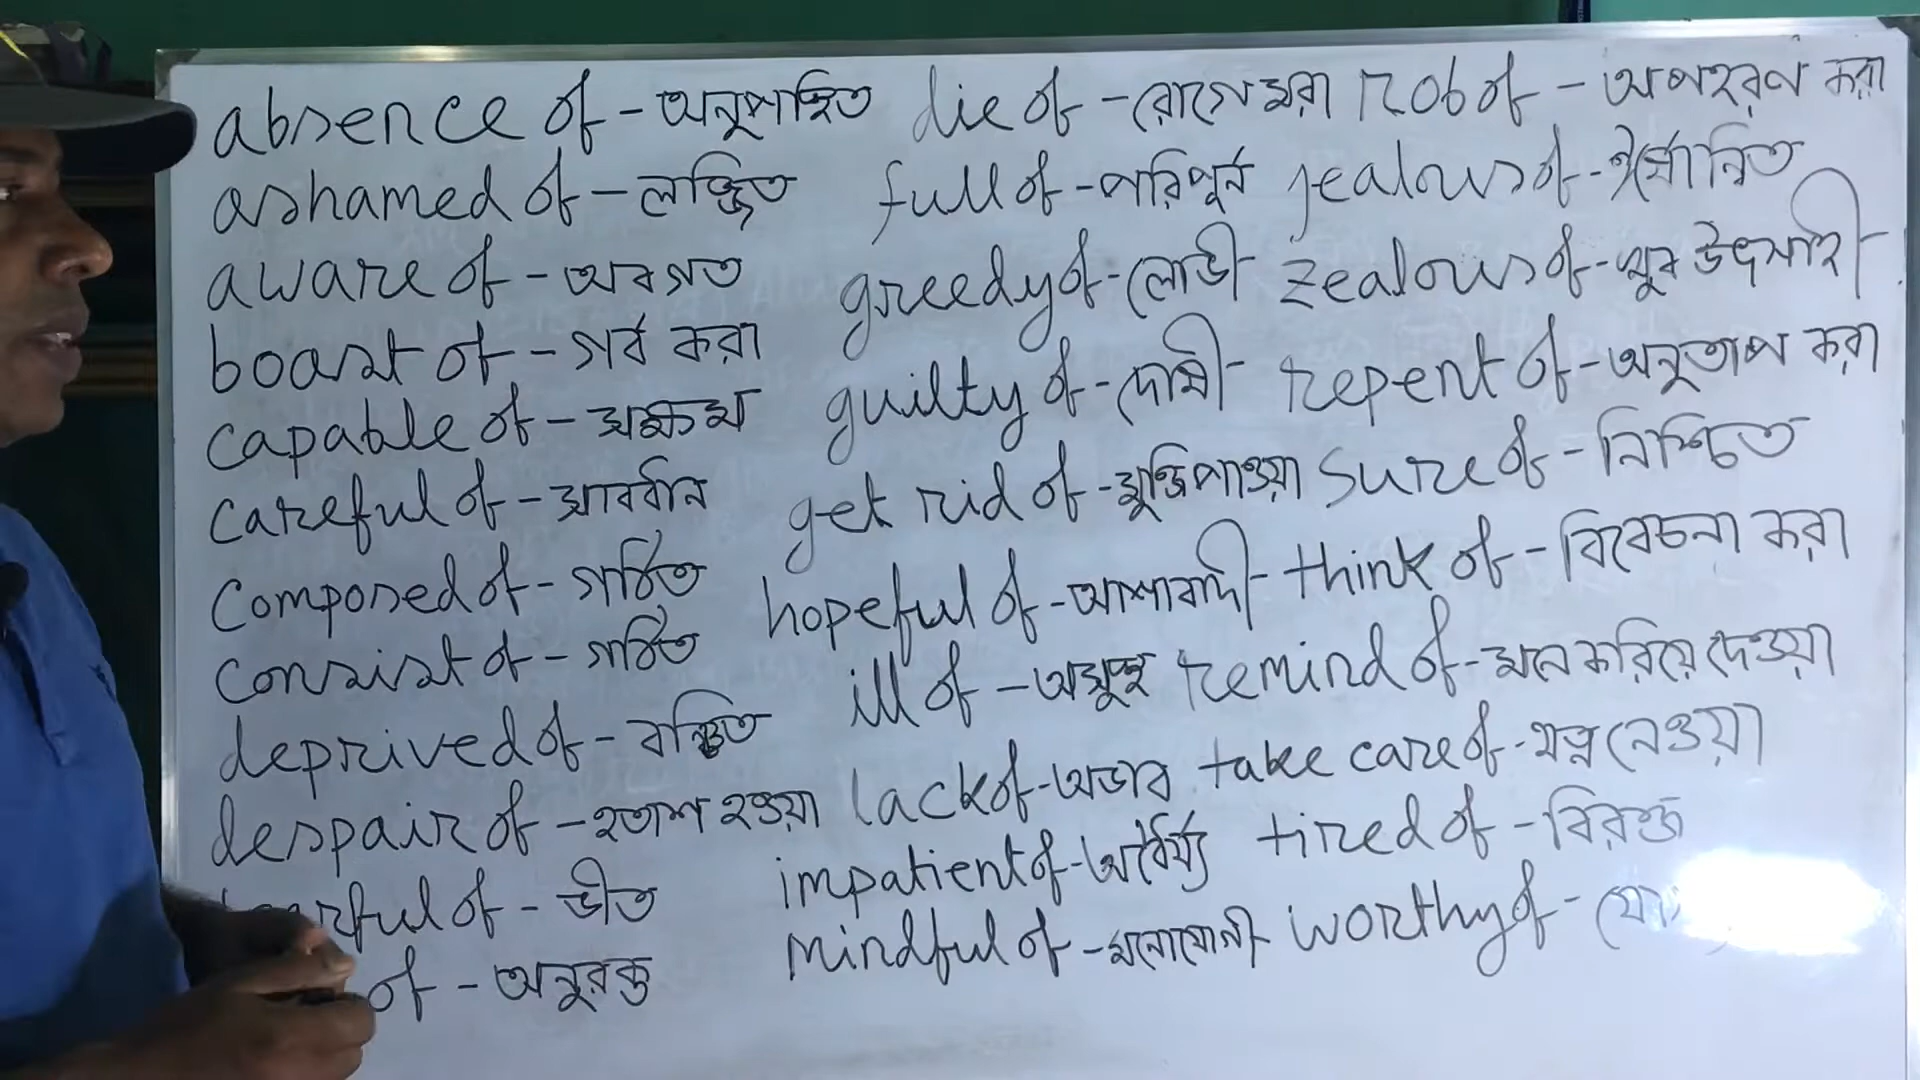 absence of - অনুপস্থিত die of - রোগে মরা rob of - অপহরণ করা
ashamed of - লজ্জিত full of - পরিপূর্ন jealous of - ঈর্ষান্বিত
aware of - অবগত greedy of - লোভী zealous of - খুব উৎসাহী
boast of - গর্ব করা guilty of - দোষী repent of - অনুতাপ করা
capable of - সক্ষম get rid of - মুক্তি পাওয়া sure of - নিশ্চিত
careful of - সাবধান hopeful of - আশাবাদী think of - বিবেচনা করা
composed of - গঠিত ill of - অসুস্থ remind of - মনে করিয়ে দেওয়া
consist of - গঠিত lack of - অভাব take care of - যত্ন নেওয়া
deprived of - বঞ্চিত impatient of - অধৈর্য্য tired of - বিরক্ত
despair of - হতাশ হওয়া mindful of - মনোযোগী worthy of -
of - ভীত
of - অনুরক্ত